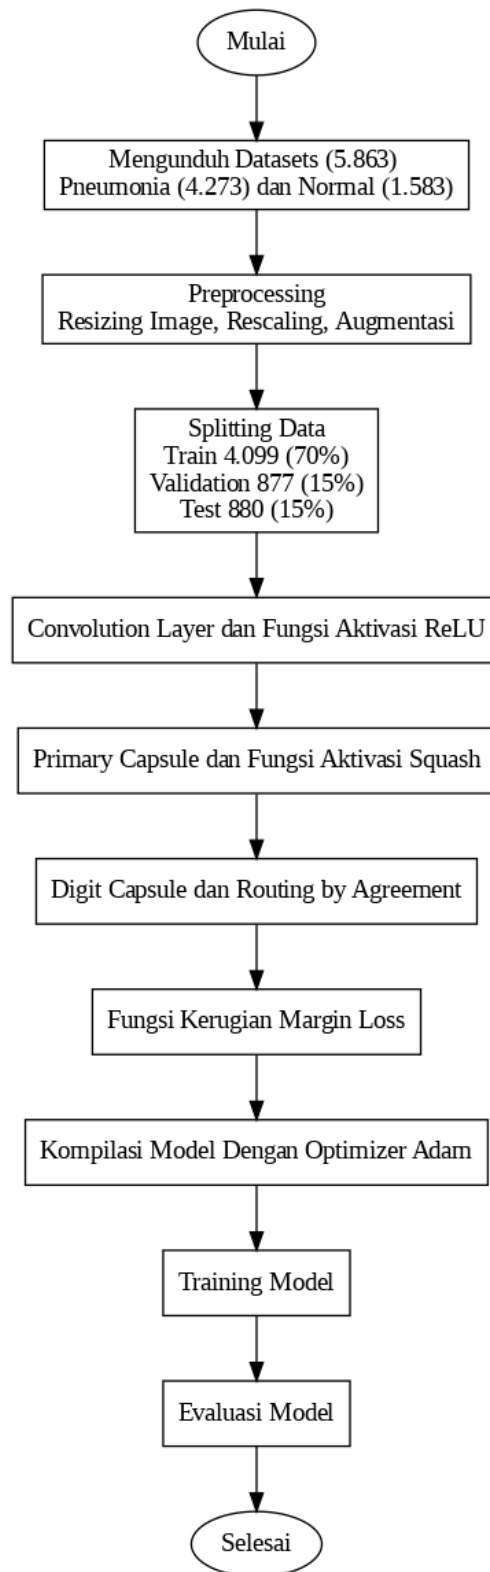 Mulai
Mengunduh Datasets (5.863)
Pneumonia (4.273) dan Normal (1.583)
Preprocessing
Resizing Image, Rescaling, Augmentasi
Splitting Data
Train 4.099 (70%)
Validation 877 (15%)
Test 880 (15%)
Convolution Layer dan Fungsi Aktivasi ReLU
Primary Capsule dan Fungsi Aktivasi Squash
Digit Capsule dan Routing by Agreement
Fungsi Kerugian Margin Loss
Kompilasi Model Dengan Optimizer Adam
Training Model
Evaluasi Model
Selesai